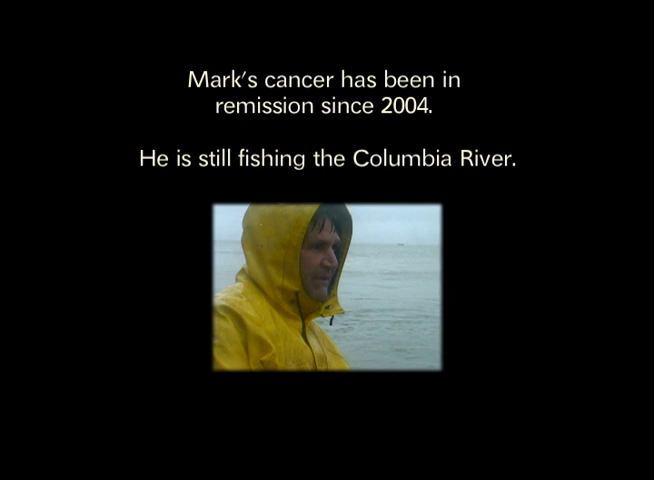 Mark's cancer has been in
remission since 2004.
He is still fishing the Columbia River.